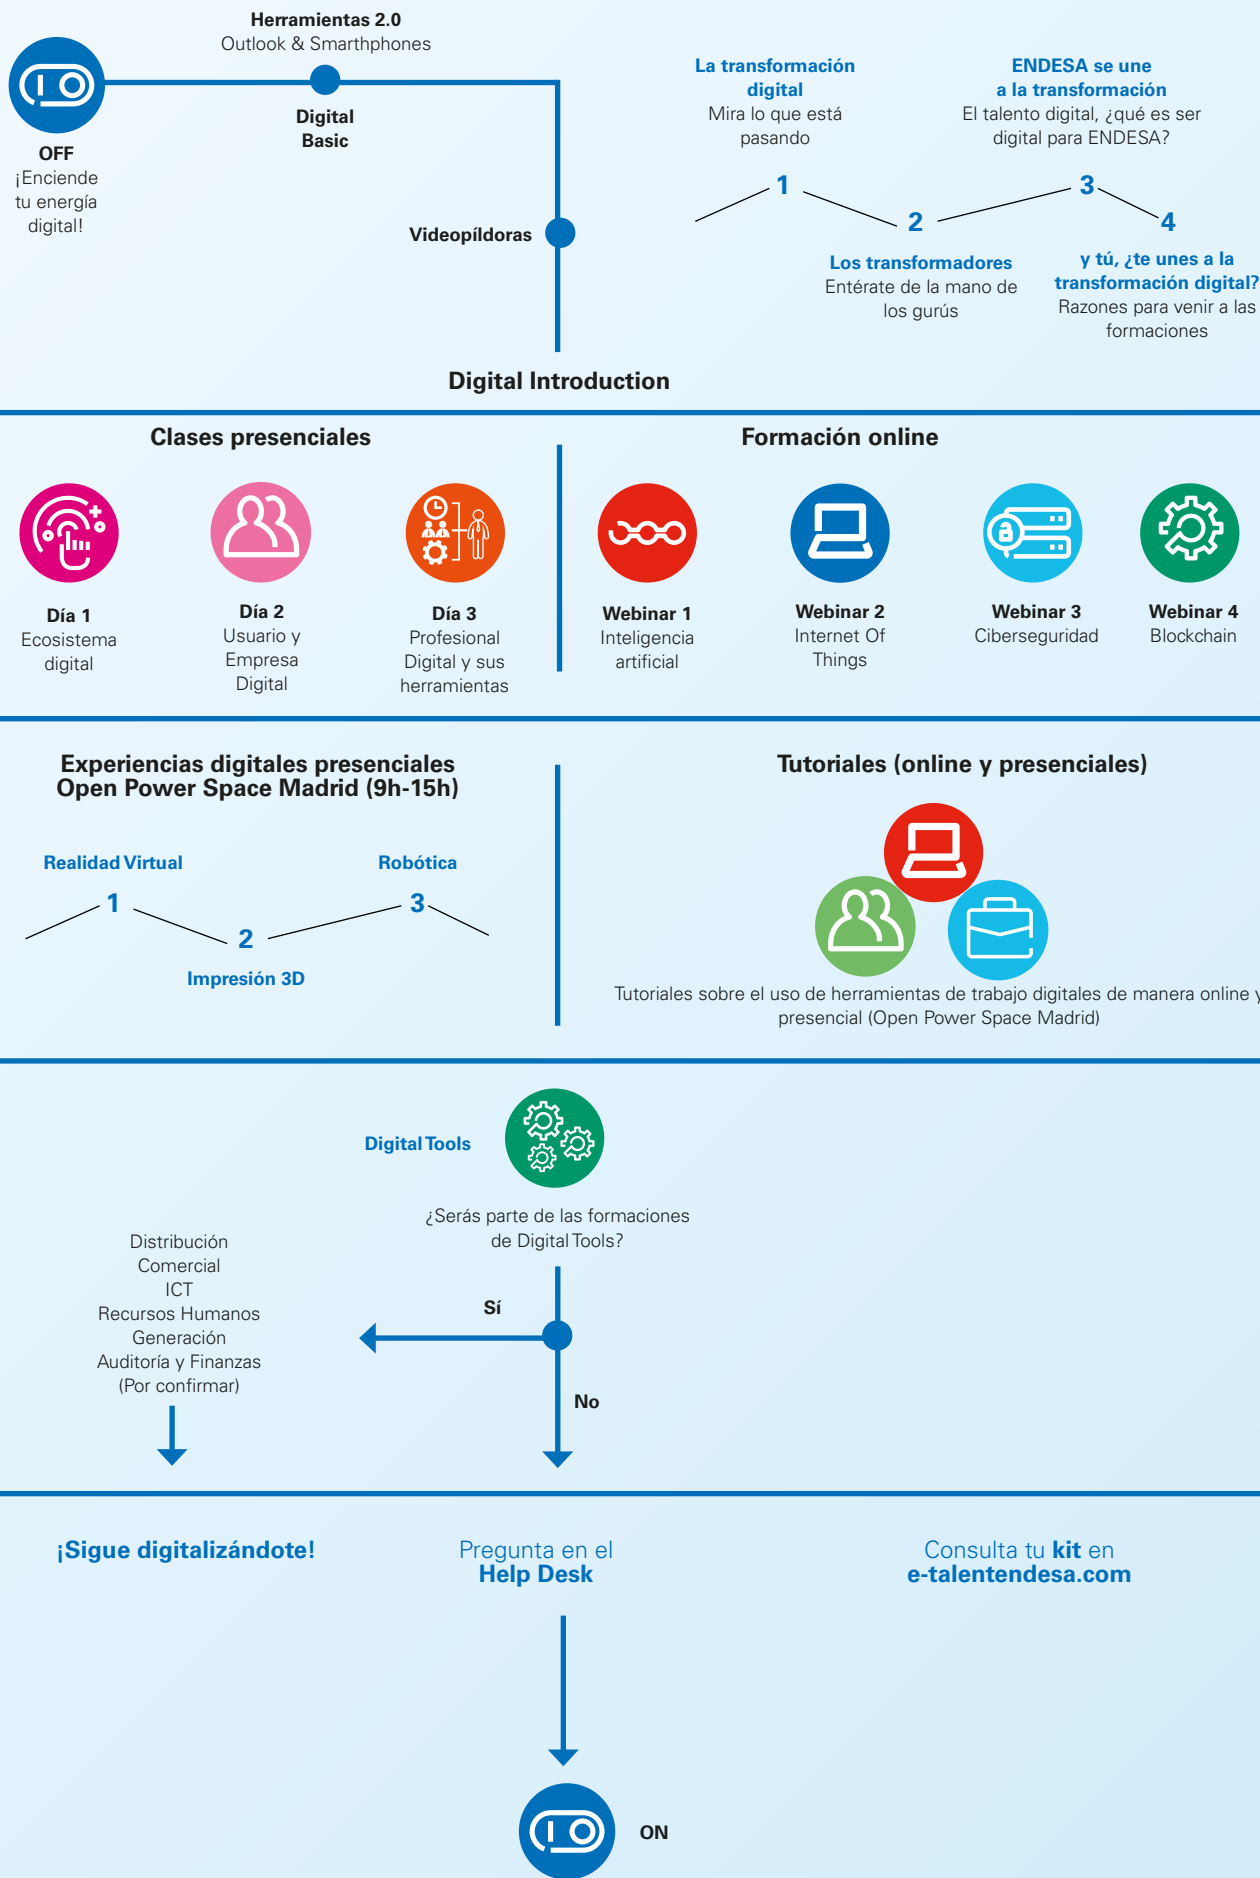 Herramientas 2.0
Outlook & Smarthphones
OFF
¡Enciende
tu energía
digital!
Digital
Basic
Videopíldoras
La transformación
digital
Mira lo que está
pasando
1
2
Los transformadores
Entérate de la mano de
los gurús
ENDESA se une
a la transformación
El talento digital, ¿qué es ser
digital para ENDESA?
3
4
y tú, ¿te unes a la
transformación digital?
Razones para venir a las
formaciones
Digital Introduction
Clases presenciales
Día 1
Ecosistema
digital
Día 2
Usuario y
Empresa
Digital
Día 3
Profesional
Digital y sus
herramientas
Formación online
Webinar 1
Inteligencia
artificial
Webinar 2
Internet Of
Things
a
Webinar 3
Ciberseguridad
Webinar 4
Blockchain
Experiencias digitales presenciales
Open Power Space Madrid (9h-15h)
Realidad Virtual
1
2
Impresión 3D
Robótica
3
Tutoriales (online y presenciales)
Tutoriales sobre el uso de herramientas de trabajo digitales de manera online y
presencial (Open Power Space Madrid)
Digital Tools
¿Serás parte de las formaciones
de Digital Tools?
Sí
No
Distribución
Comercial
ICT
Recursos Humanos
Generación
Auditoría y Finanzas
(Por confirmar)
¡Sigue digitalizándote!
Pregunta en el
Help Desk
Consulta tu kit en
e-talentendesa.com
ON